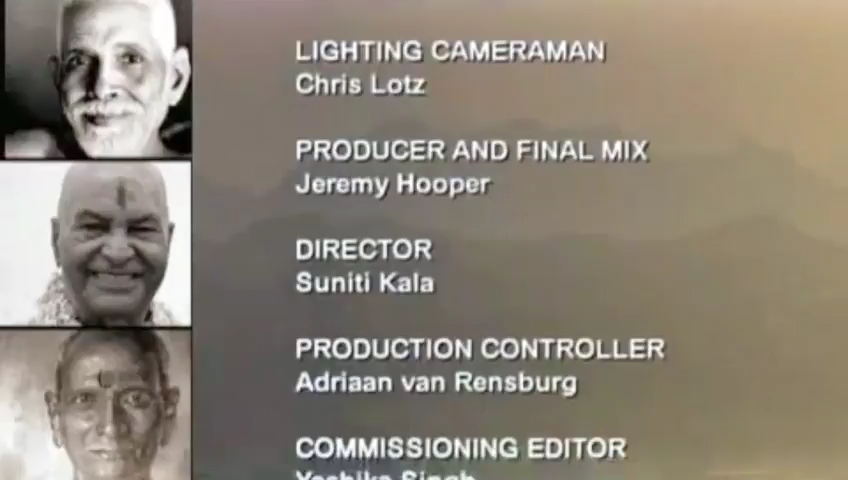 LIGHTING CAMERAMAN
Chris Lotz
PRODUCER AND FINAL MIX
Jeremy Hooper
DIRECTOR
Suniti Kala
PRODUCTION CONTROLLER
Adriaan van Rensburg
COMMISSIONING EDITOR